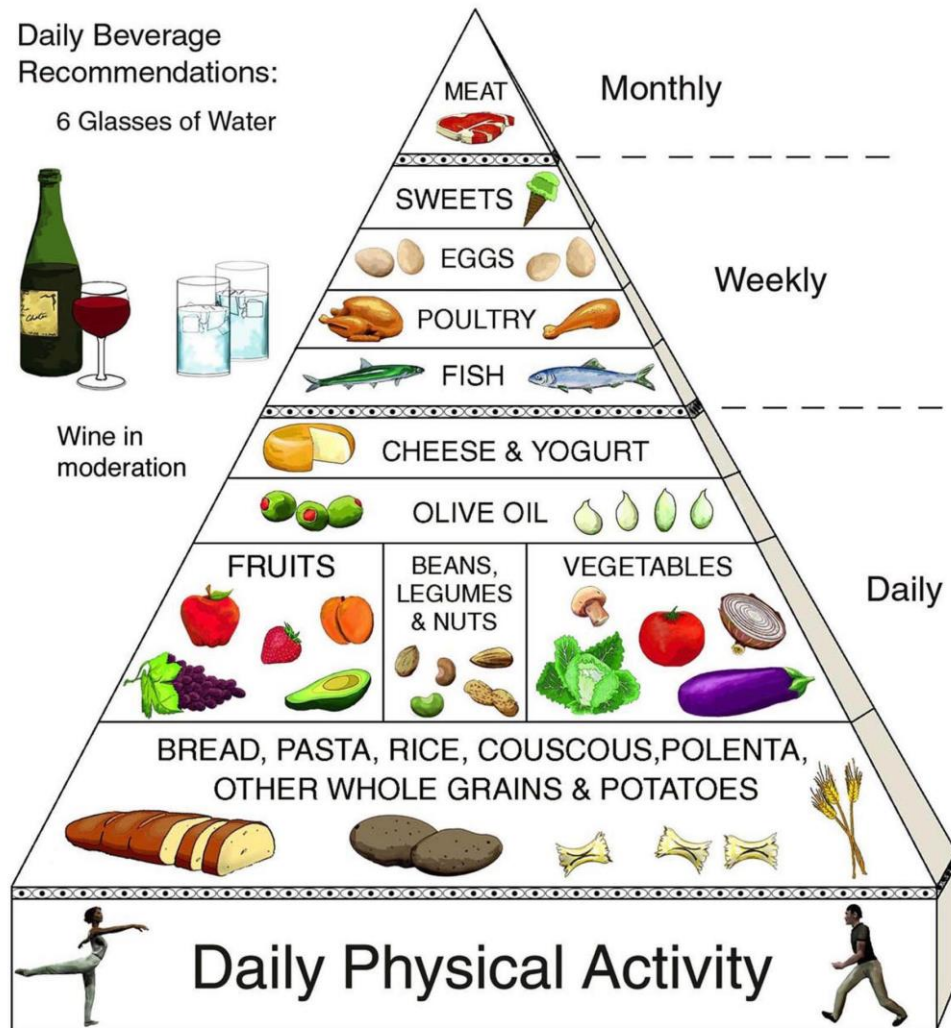 Daily Beverage
Recommendations:
6 Glasses of Water
Wine in
moderation
MEAT
Monthly
SWEETS
EGGS
Weekly
POULTRY
FISH
CHEESE & YOGURT
OLIVE OIL
FRUITS
BEANS,
LEGUMES
& NUTS
VEGETABLES
Daily
BREAD, PASTA, RICE, COUSCOUS,POLENTA,
OTHER WHOLE GRAINS & POTATOES
Daily Physical Activity